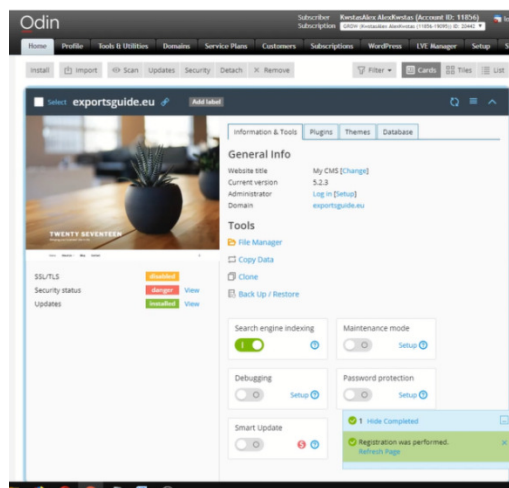 Odin
Subscriber KwstasAlex AlexKwstas (Account ID: 11856)
Subscription
Home Profile Tools & Utilities Domains Service Plans Customers Subscriptions WordPress LVE Manager Setup S
Install Import Scan Updates Security Detach Remove Filter Cards Tiles List
Select exportsguide.eu Add label
Information & Tools Plugins Themes Database
General Info
Website title My CMS [Change]
Current version 5.2.3
Administrator Log in [Setup]
Domain exportsguide.eu
TWENTY SEVENTEEN
Tools
File Manager
Copy Data
Clone
Back Up / Restore
SSL/TLS disabled
Security status danger View
Updates installed View
Search engine indexing
Maintenance mode
Setup
Debugging
Setup
Password protection
Setup
Smart Update
1 Hide Completed
Registration was performed.
Refresh Page